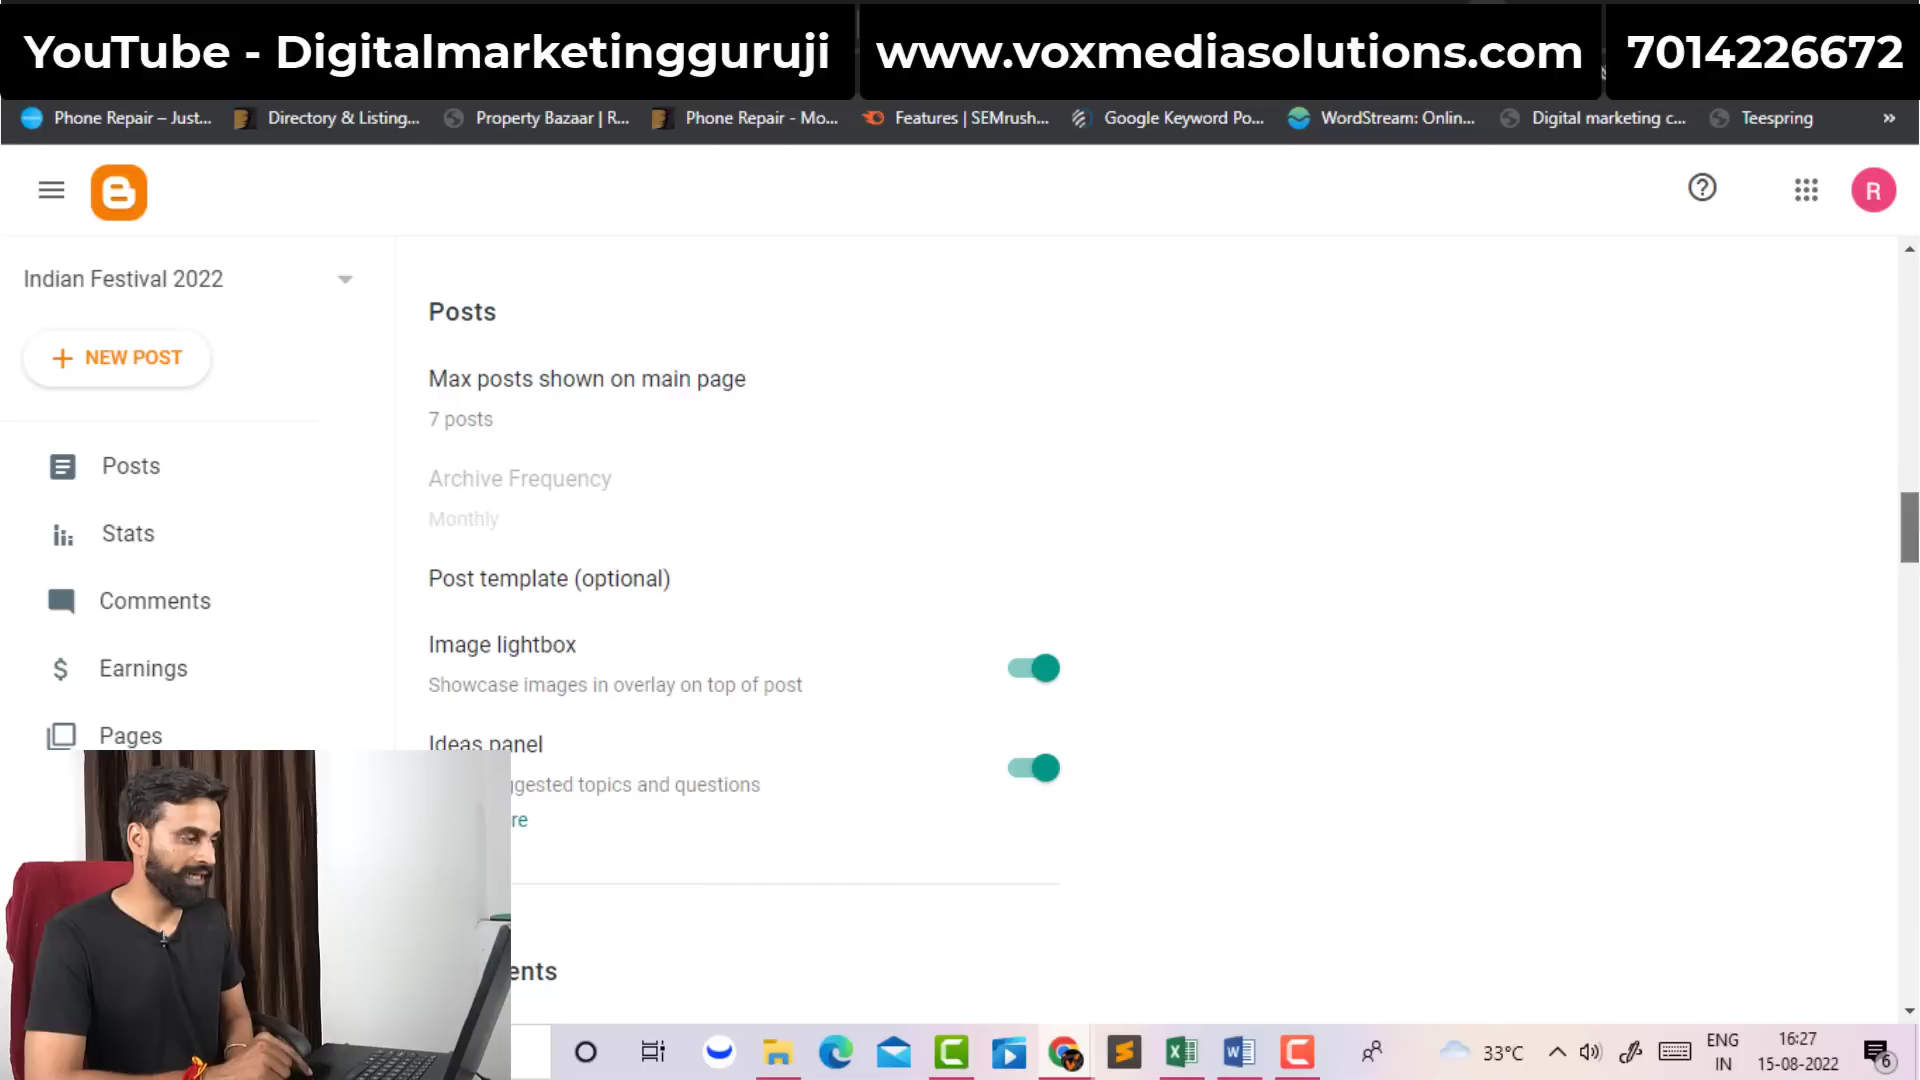 YouTube - Digitalmarketingguruji
www.voxmediasolutions.com
7014226672
Phone Repair – Just...
Directory & Listing...
Property Bazaar | R...
Phone Repair - Mo...
Features | SEMrush...
Google Keyword Po...
WordStream: Onlin...
Digital marketing c...
Teespring
»
R
Indian Festival 2022
+ NEW POST
Posts
Stats
Comments
Earnings
Pages
Posts
Max posts shown on main page
7 posts
Archive Frequency
Monthly
Post template (optional)
Image lightbox
Showcase images in overlay on top of post
Ideas panel
ggested topics and questions
re
ents
33°C
ENG
IN
16:27
15-08-2022
6